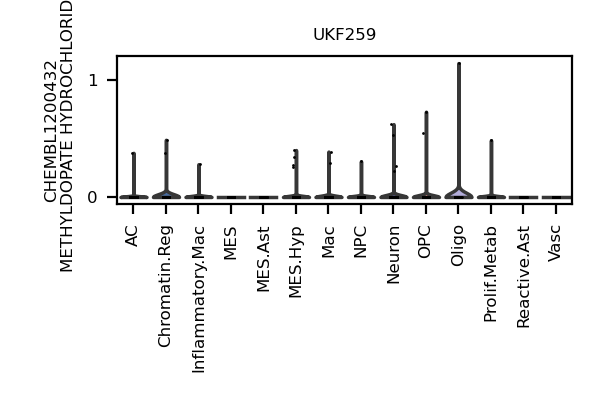 UKF259
CHEMBL1200432
METHYLDOPATE HYDROCHLORID
1
0
AC
Chromatin.Reg
Inflammatory.Mac
MES
MES.Ast
MES.Hyp
Mac
NPC
Neuron
OPC
Oligo
Prolif.Metab
Reactive.Ast
Vasc